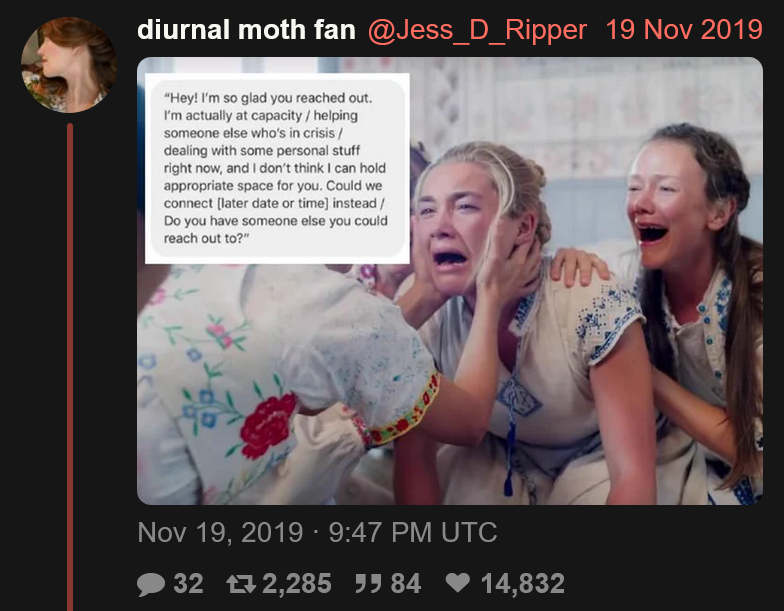 diurnal moth fan @Jess_D_Ripper 19 Nov 2019
“Hey! I’m so glad you reached out.
I’m actually at capacity / helping
someone else who’s in crisis /
dealing with some personal stuff
right now, and I don’t think I can hold
appropriate space for you. Could we
connect [later date or time] instead /
Do you have someone else you could
reach out to?”
Nov 19, 2019 · 9:47 PM UTC
32 2,285 84 14,832